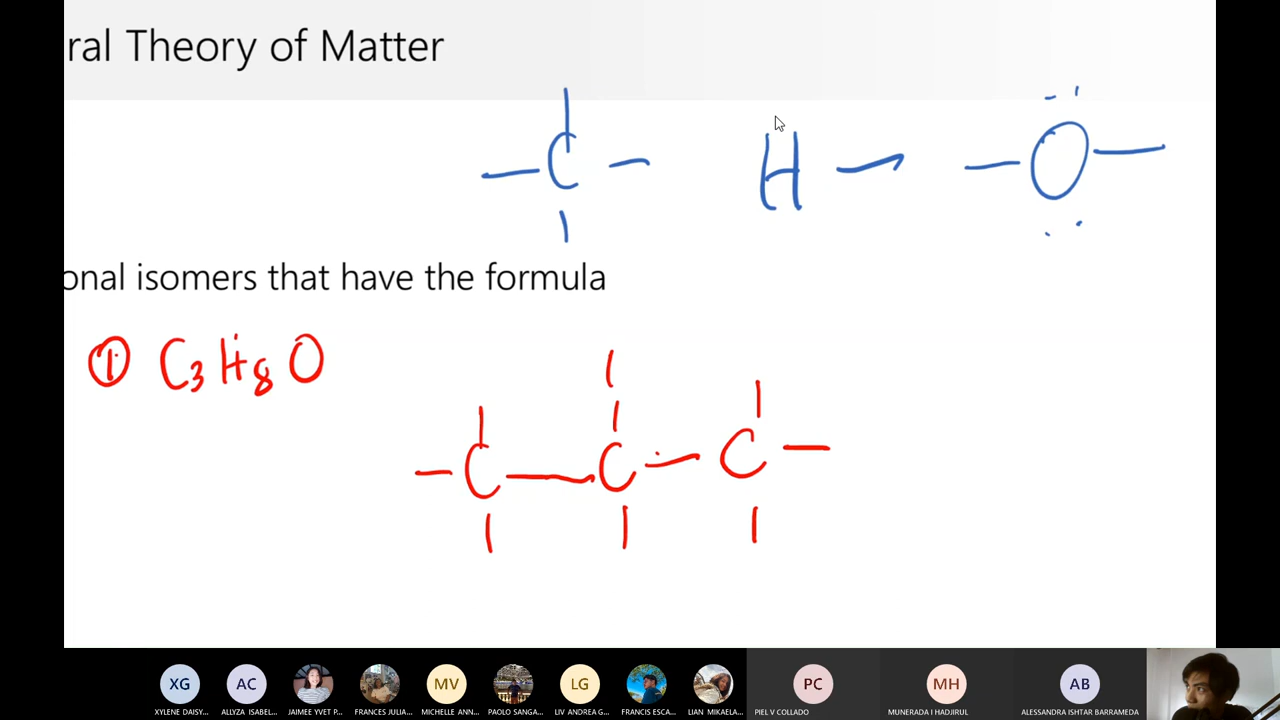 ral Theory of Matter
C H O
onal isomers that have the formula
① C3H8O
C C C
XG AC MV LG PC MH AB
XYLENE DAISY... ALLYZA ISABEL... JAIMEE YVET P... FRANCES JULIA... MICHELLE ANN... PAOLO SANGA... LIV ANDREA G... FRANCIS ESCA... LIAN MIKAELA... PIEL V COLLADO MUNERADA I HADJIRUL ALESSANDRA ISHTAR BARRAMEDA